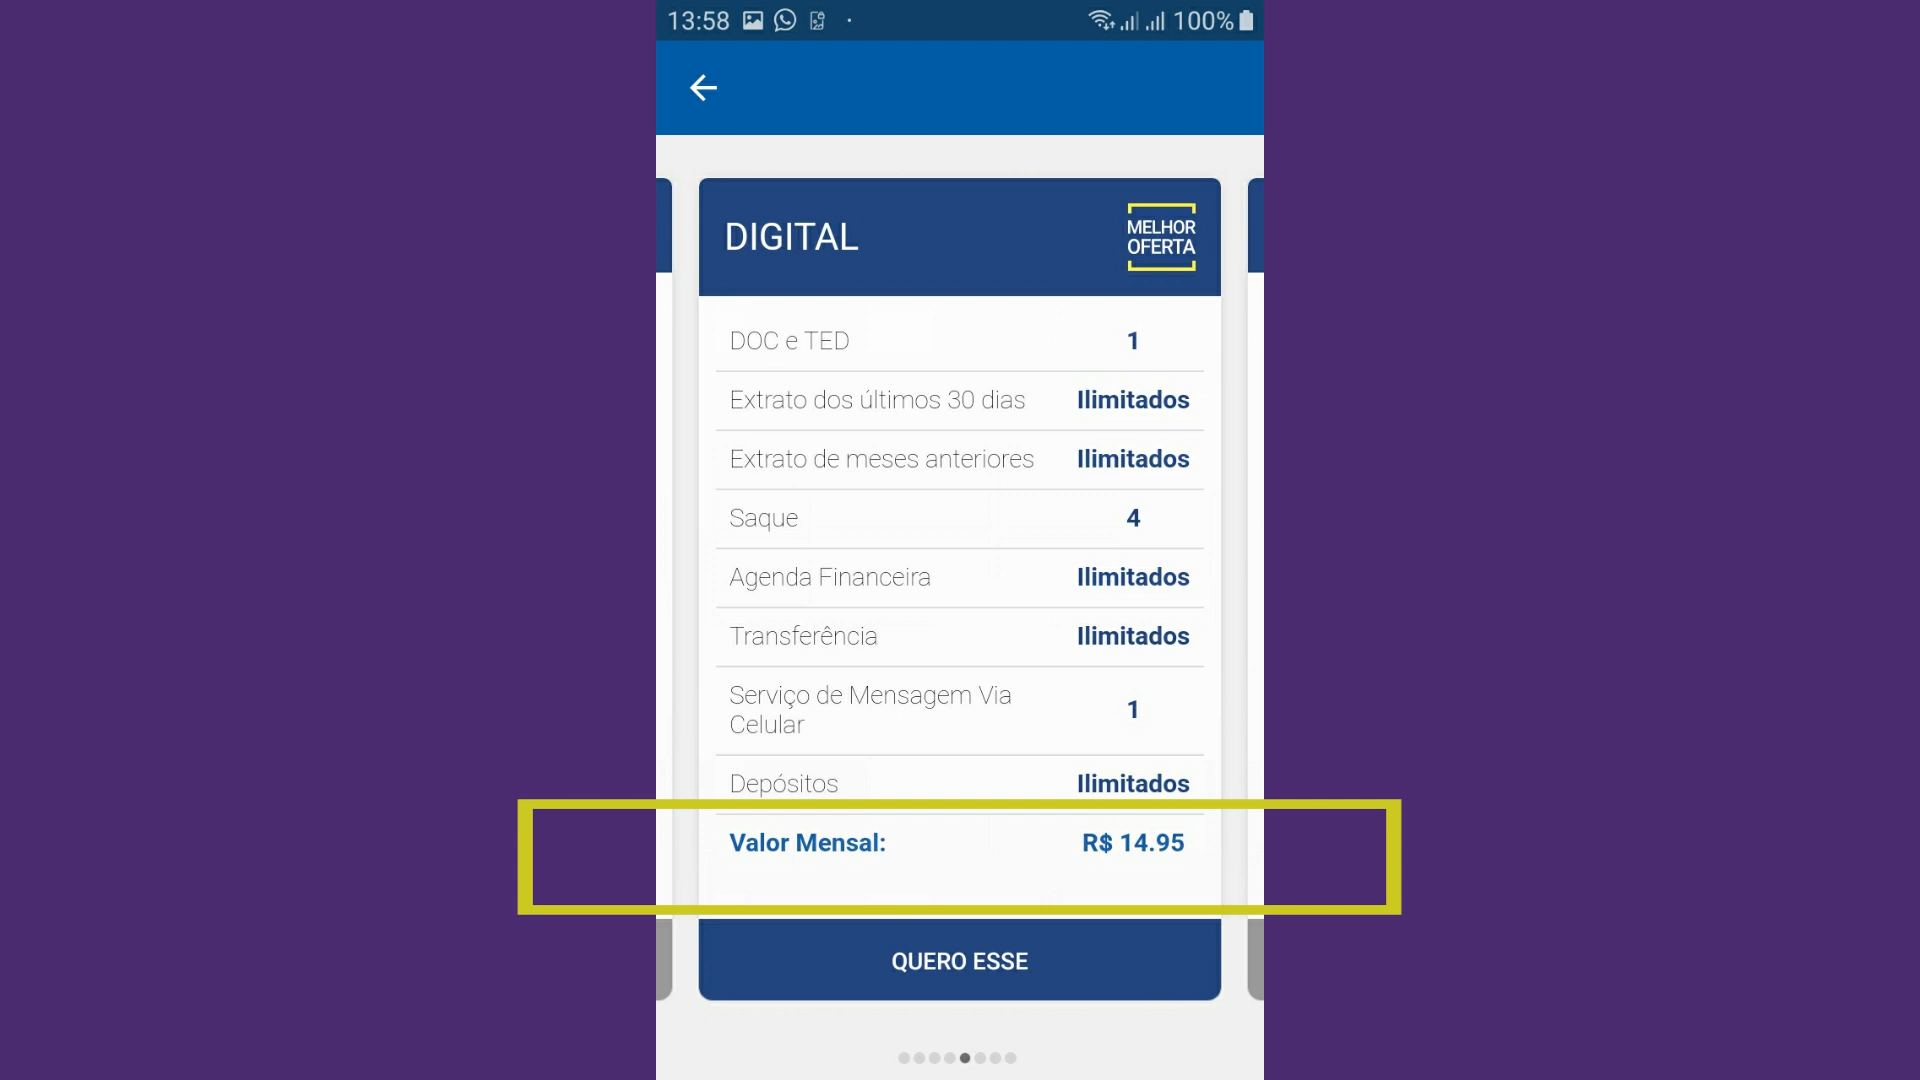 13:58
100%
DIGITAL
MELHOR
OFERTA
DOC e TED 1
Extrato dos últimos 30 dias Ilimitados
Extrato de meses anteriores Ilimitados
Saque 4
Agenda Financeira Ilimitados
Transferência Ilimitados
Serviço de Mensagem Via
Celular 1
Depósitos Ilimitados
Valor Mensal: R$ 14.95
QUERO ESSE